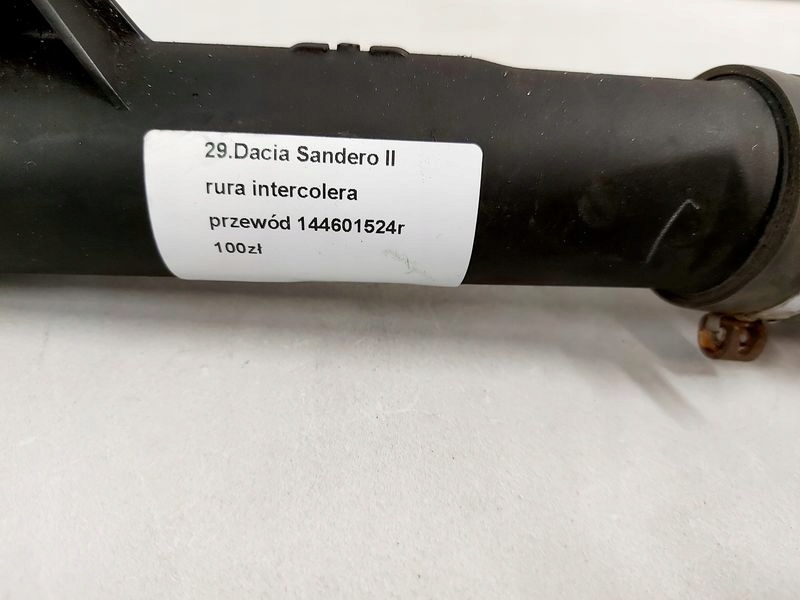 29.Dacia Sandero II
rura intercolera
przewód 144601524r
100zł